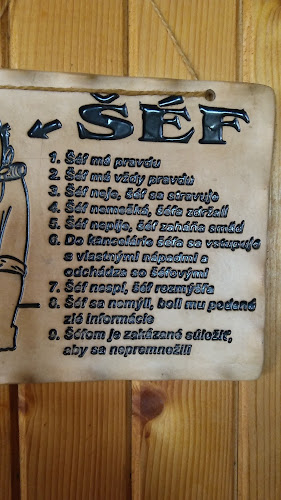 ŠÉF
1. Šéf má pravdu
2. Šéf má vždy pravdu
3. Šéf neje, šéf sa stravuje
4. Šéf nemešká, šéfa zdržali
5. Šéf nepije, šéf zaháňa smäd
6. Do kancelárie šéfa sa vstupuje
s vlastnými nápadmi a
odchádza so šéfovými
7. Šéf nespí, šéf rozmýšľa
8. Šéf sa nemýli, boli mu podané
zlé informácie
9. Šéfom je zakázané súložiť,
aby sa nepremnožili